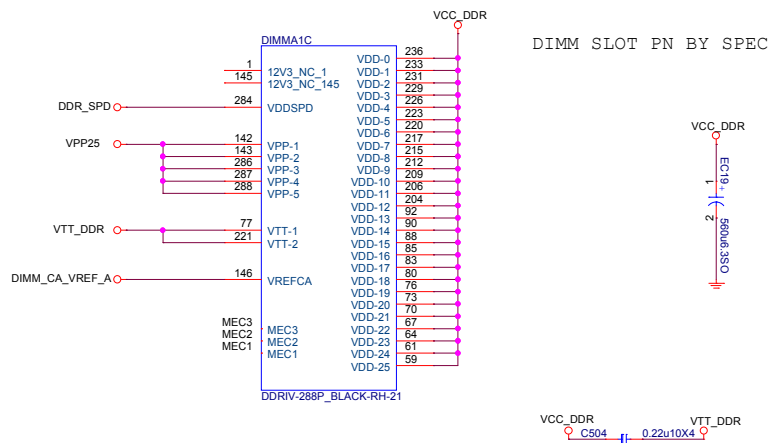 VCC_DDR
DIMM SLOT PN BY SPEC
DIMMA1C
1 12V3_NC_1
145 12V3_NC_145
DDR_SPD 284 VDDSPD
VPP25 142 VPP-1
143 VPP-2
286 VPP-3
287 VPP-4
288 VPP-5
VTT_DDR 77 VTT-1
221 VTT-2
DIMM_CA_VREF_A 146 VREFCA
MEC3 MEC3
MEC2 MEC2
MEC1 MEC1
VDD-0 236
VDD-1 233
VDD-2 231
VDD-3 229
VDD-4 226
VDD-5 223
VDD-6 220
VDD-7 217
VDD-8 215
VDD-9 212
VDD-10 209
VDD-11 206
VDD-12 204
VDD-13 92
VDD-14 90
VDD-15 88
VDD-16 85
VDD-17 83
VDD-18 80
VDD-19 76
VDD-20 73
VDD-21 70
VDD-22 67
VDD-23 64
VDD-24 61
VDD-25 59
DDRIV-288P_BLACK-RH-21
VCC_DDR
1
EC19
+
2
560u6.3SO
VCC_DDR
C504
0.22u10X4
VTT_DDR